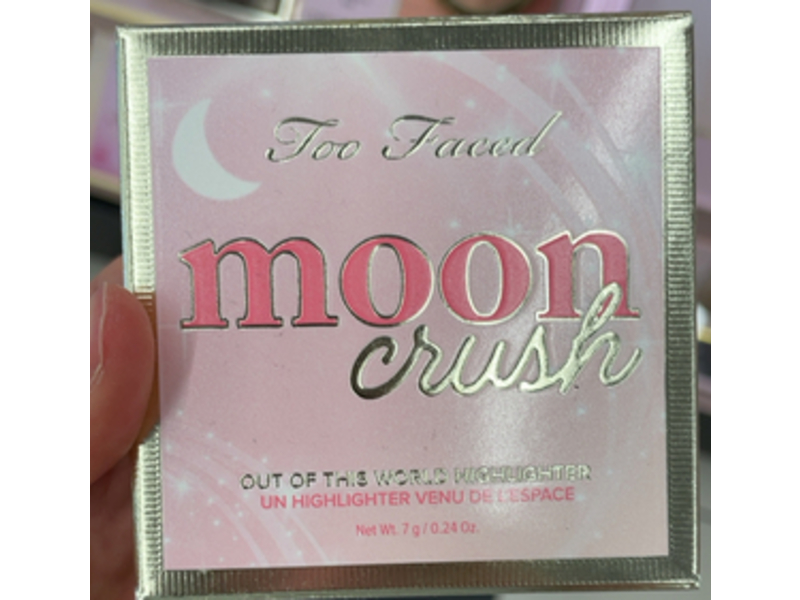 Too Faced
moon
crush
OUT OF THIS WORLD HIGHLIGHTER
UN HIGHLIGHTER VENU DE L'ESPACE
Net Wt. 7 g / 0.24 Oz.